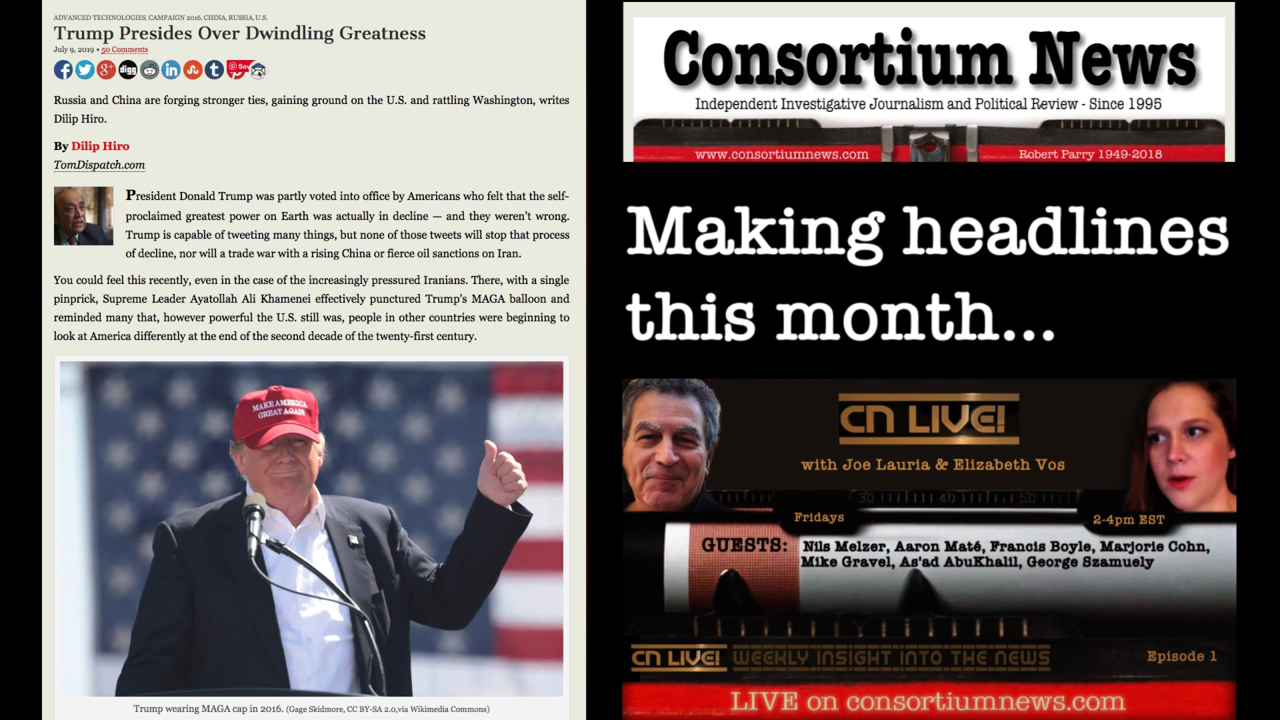 ADVANCED TECHNOLOGIES, CAMPAIGN 2016, CHINA, RUSSIA, U.S.
Trump Presides Over Dwindling Greatness
July 9, 2019 • 50 Comments
digg
Save
Russia and China are forging stronger ties, gaining ground on the U.S. and rattling Washington, writes
Dilip Hiro.
By Dilip Hiro
TomDispatch.com
President Donald Trump was partly voted into office by Americans who felt that the self-
proclaimed greatest power on Earth was actually in decline — and they weren't wrong.
Trump is capable of tweeting many things, but none of those tweets will stop that process
of decline, nor will a trade war with a rising China or fierce oil sanctions on Iran.
You could feel this recently, even in the case of the increasingly pressured Iranians. There, with a single
pinprick, Supreme Leader Ayatollah Ali Khamenei effectively punctured Trump's MAGA balloon and
reminded many that, however powerful the U.S. still was, people in other countries were beginning to
look at America differently at the end of the second decade of the twenty-first century.
MAKE AMERICA
GREAT AGAIN
Trump wearing MAGA cap in 2016. (Gage Skidmore, CC BY-SA 2.0,via Wikimedia Commons)
Consortium News
Independent Investigative Journalism and Political Review - Since 1995
www.consortiumnews.com
Robert Parry 1949-2018
Making headlines
this month...
CN LIVE!
with Joe Lauria & Elizabeth Vos
30 40 50
Fridays
2-4pm EST
GUESTS: Nils Melzer, Aaron Maté, Francis Boyle, Marjorie Cohn,
Mike Gravel, As'ad AbuKhalil, George Szamuely
CN LIVE! WEEKLY INSIGHT INTO THE NEWS
Episode 1
LIVE on consortiumnews.com